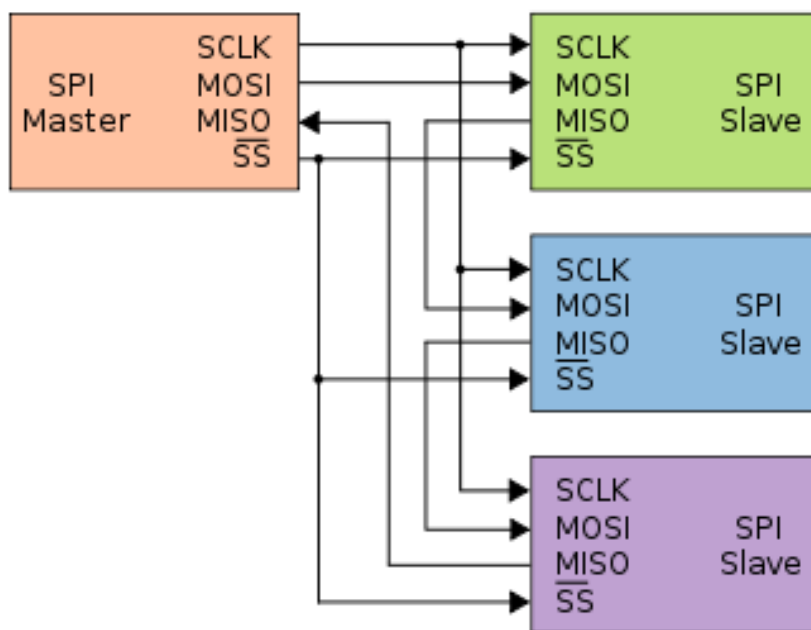 SCLK
SPI MOSI
Master MISO
SS
SCLK
MOSI SPI
MISO Slave
SS
SCLK
MOSI SPI
MISO Slave
SS
SCLK
MOSI SPI
MISO Slave
SS